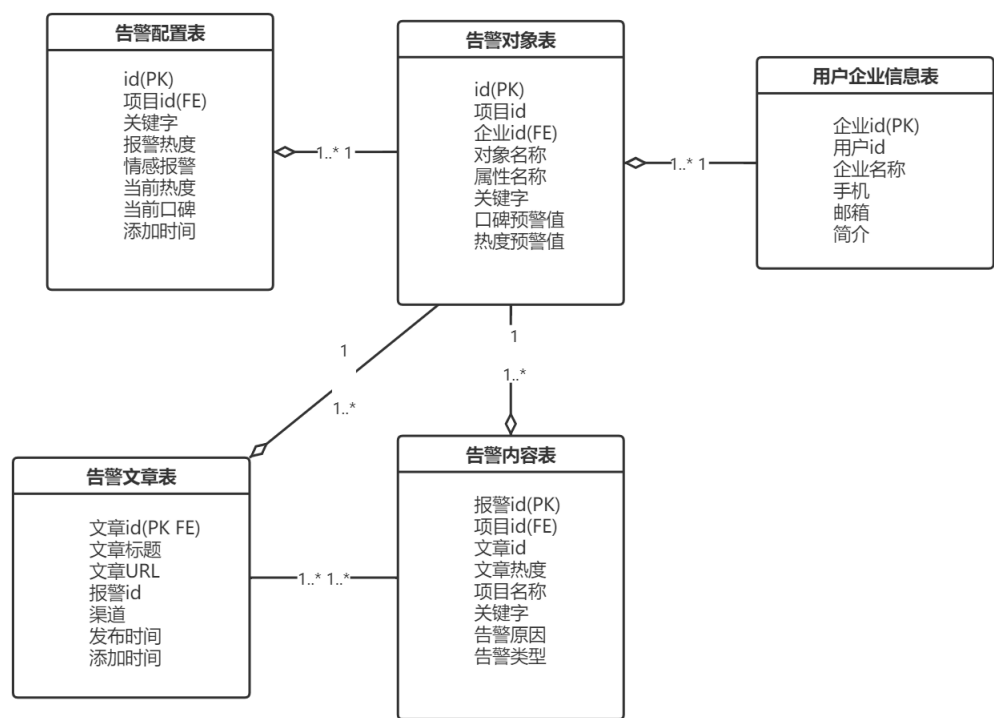 告警配置表
id(PK)
项目id(FE)
关键字
报警热度
情感报警
当前热度
当前口碑
添加时间
1..* 1
告警对象表
id(PK)
项目id
企业id(FE)
对象名称
属性名称
关键字
口碑预警值
热度预警值
1..* 1
用户企业信息表
企业id(PK)
用户id
企业名称
手机
邮箱
简介
1
1..*
1
1..*
告警文章表
文章id(PK FE)
文章标题
文章URL
报警id
渠道
发布时间
添加时间
1..* 1..*
告警内容表
报警id(PK)
项目id(FE)
文章id
文章热度
项目名称
关键字
告警原因
告警类型